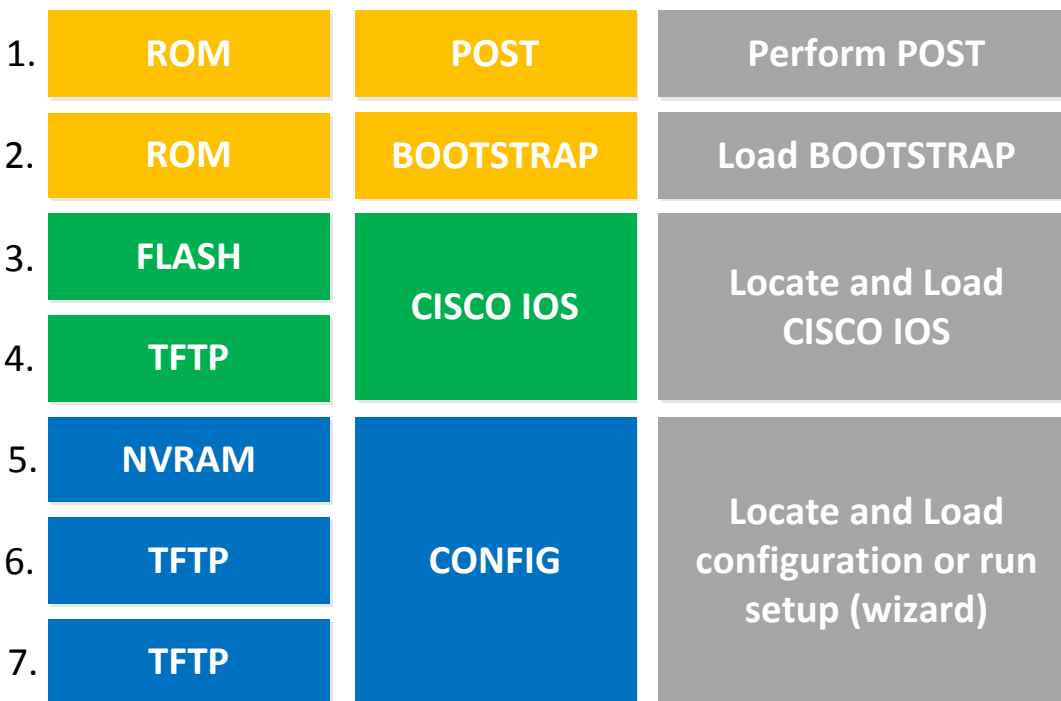 1. ROM POST Perform POST
2. ROM BOOTSTRAP Load BOOTSTRAP
3. FLASH
CISCO IOS
Locate and Load
CISCO IOS
4. TFTP
5. NVRAM
6. TFTP
CONFIG
Locate and Load
configuration or run
setup (wizard)
7. TFTP